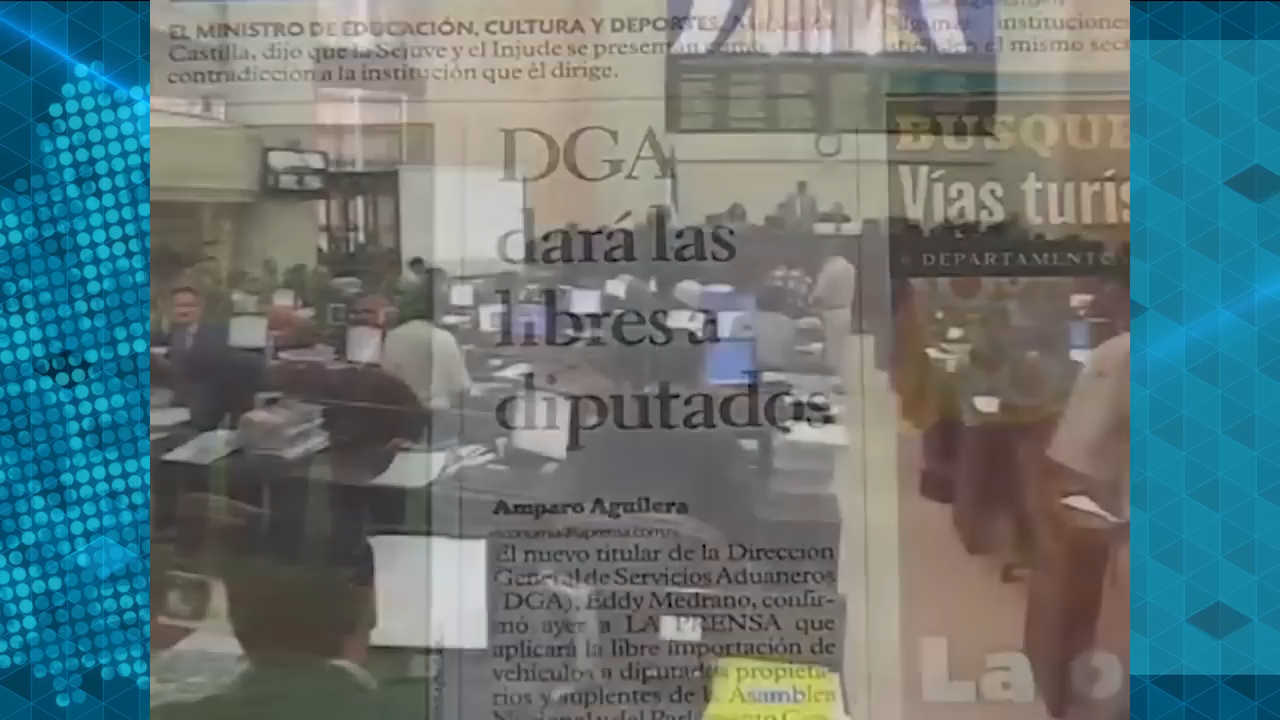 EL MINISTRO DE EDUCACIÓN, CULTURA Y DEPORTES,
Castilla, dijo que la Sejuve y el Injude se presentan como
contradicción a la institución que él dirige.
instituciones
el mismo sec
DGA
dará las
libres a
diputados
Amparo Aguilera
El nuevo titular de la Dirección
General de Servicios Aduaneros
DGA), Eddy Medrano, confir-
mó ayer a LA PRENSA que
aplicará la libre importación de
vehículos a diputados propieta-
rios y suplentes de la Asamblea
BUSQUE
Vías turís
DEPARTAMENTO
La